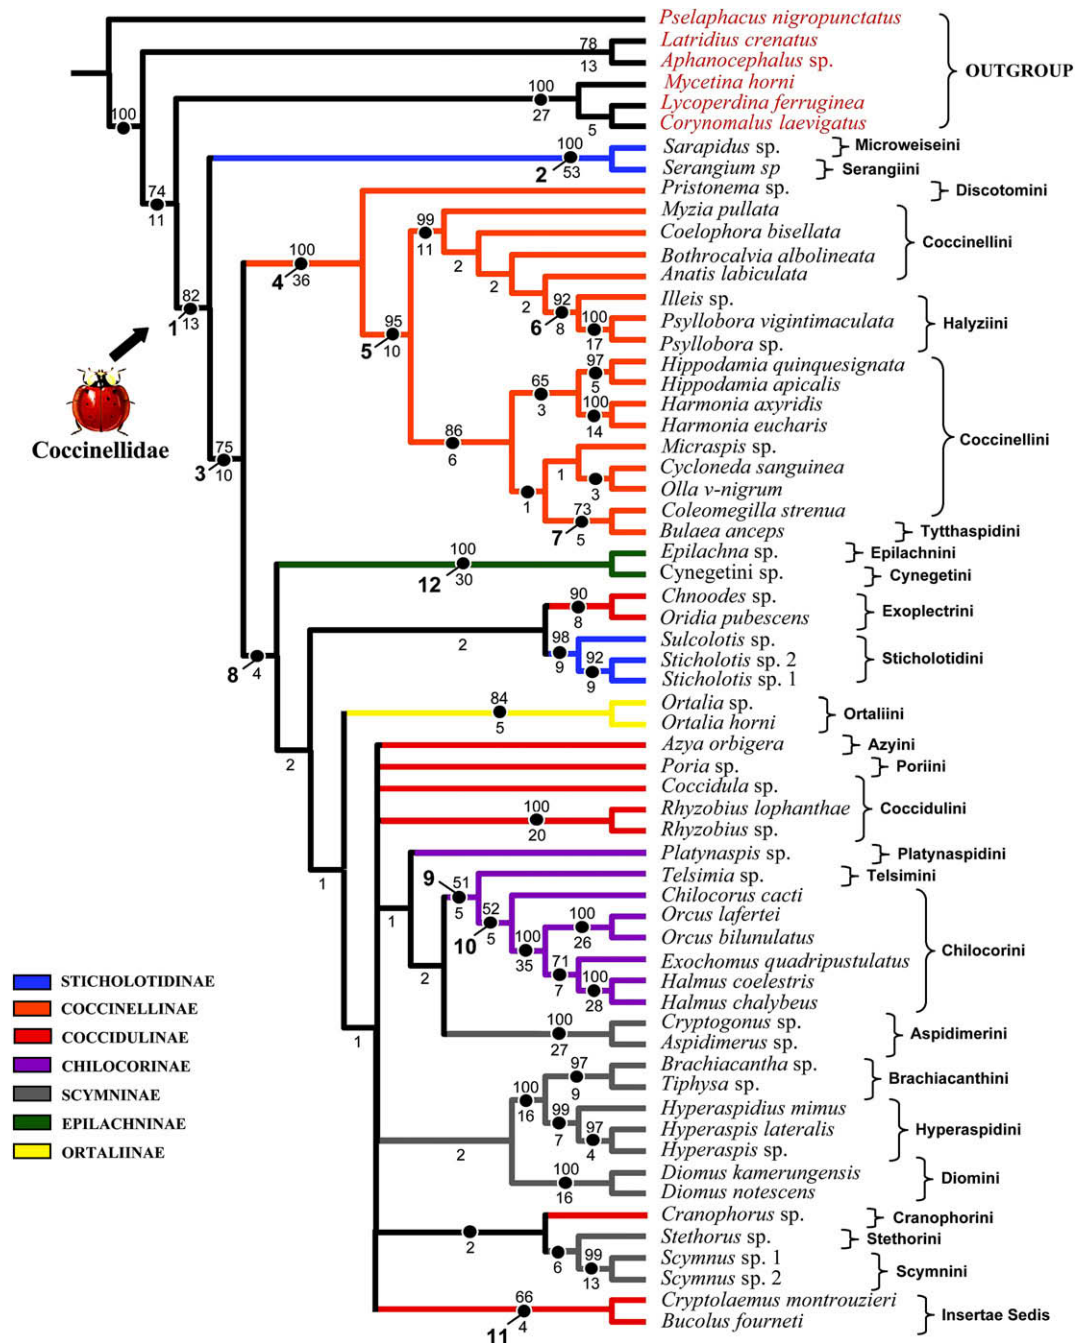 Pselaphacus nigropunctatus
Latridius crenatus
78
Aphanocephalus sp.
13
OUTGROUP
Mycetina horni
100
27
Lycoperdina ferruginea
100
Corynomalus laevigatus
5
Sarapidus sp.
Microweiseini
100
2
53
Serangium sp
Serangiini
Pristonema sp.
Discotomini
74
11
Myzia pullata
99
11
Coelophora bisellata
Coccinellini
100
4
36
Bothrocalvia albolineata
2
Anatis labiculata
2
2
Illeis sp.
92
6
8
82
1
13
Psyllobora vigintimaculata
100
17
Halyziini
95
5
10
Psyllobora sp.
Hippodamia quinquesignata
97
5
Hippodamia apicalis
65
3
Harmonia axyridis
100
14
Harmonia eucharis
Coccinellidae
86
6
Micraspis sp.
Coccinellini
75
3
10
1
Cycloneda sanguinea
3
Olla v-nigrum
1
Coleomegilla strenua
73
7
5
Bulaea anceps
Tytthaspidini
Epilachna sp.
Epilachnini
100
12
30
Cynegetini sp.
Cynegetini
Chnoodes sp.
90
8
Exoplectrini
Oridia pubescens
2
Sulcolotis sp.
98
9
8
4
Sticholotis sp. 2
92
9
Sticholotidini
Sticholotis sp. 1
Ortalia sp.
84
5
Ortaliini
Ortalia horni
Azya orbigera
Azyini
2
Poria sp.
Poriini
Coccidula sp.
Coccidulini
Rhyzobius lophanthae
100
20
Rhyzobius sp.
Platynaspis sp.
Platynaspidini
1
Telsimia sp.
Telsimini
9
51
5
Chilocorus cacti
1
52
10
5
Orcus lafertei
100
26
Orcus bilunulatus
Chilocorini
100
35
2
Exochomus quadripustulatus
71
7
Halmus coelestris
100
28
Halmus chalybeus
STICHOLOTIDINAE
COCCINELLINAE
COCCIDULINAE
CHILOCORINAE
SCYMNINAE
EPILACHNINAE
ORTALIINAE
1
Cryptogonus sp.
100
27
Aspidimerini
Aspidimerus sp.
Brachiacantha sp.
97
9
Brachiacanthini
Tiphysa sp.
100
16
Hyperaspidius mimus
99
7
Hyperaspis lateralis
97
4
Hyperaspidini
Hyperaspis sp.
2
Diomus kamerungensis
100
16
Diomini
Diomus notescens
Cranophorus sp.
Cranophorini
2
Stethorus sp.
Stethorini
6
Scymnus sp. 1
99
13
Scymnini
Scymnus sp. 2
Cryptolaemus montrouzieri
66
11
4
Insertae Sedis
Bucolus fourneti